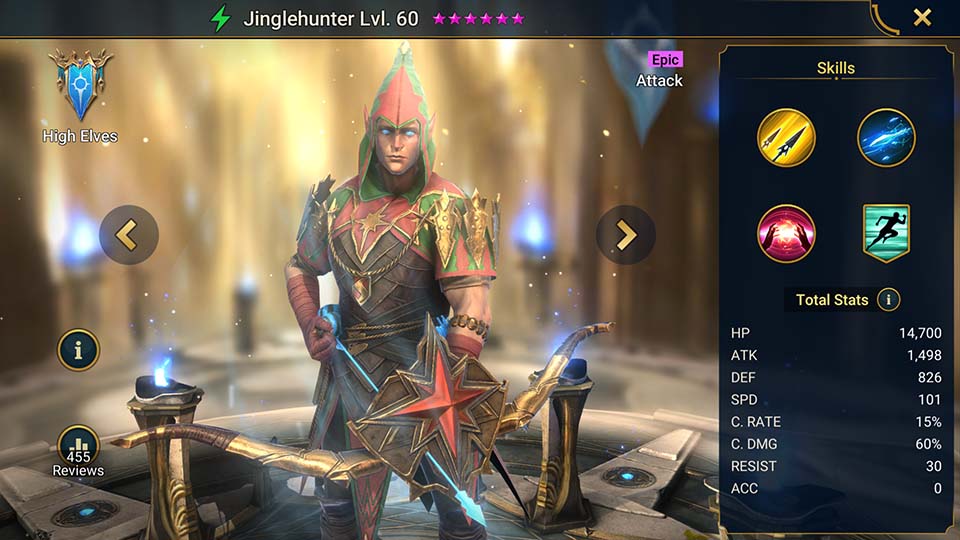 Jinglehunter Lvl. 60
High Elves
Epic
Attack
455
Reviews
Skills
Total Stats
HP 14,700
ATK 1,498
DEF 826
SPD 101
C. RATE 15%
C. DMG 60%
RESIST 30
ACC 0